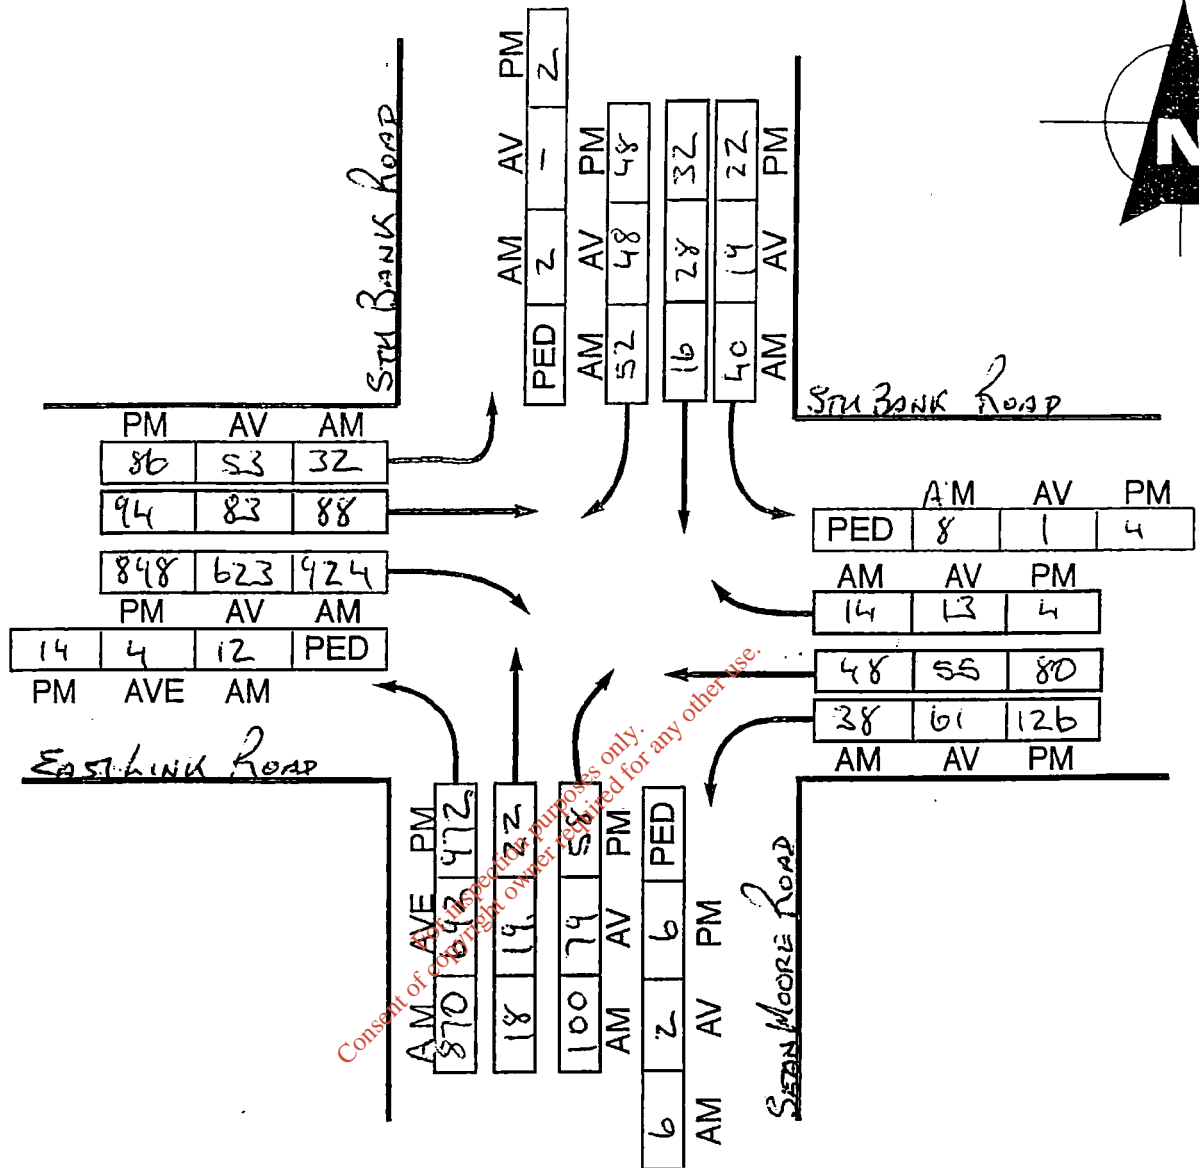 N
STH BANK ROAD
PM
AV
AM
2
-
2
PED
PM
AV
AM
48
48
52
32
28
16
22
19
40
PM
AV
AM
STH BANK ROAD
PM AV AM
86 53 32
94 83 88
848 623 924
PM AV AM
14 4 12 PED
PM AVE AM
A'M AV PM
PED 8 1 4
AM AV PM
14 13 4
48 55 80
38 61 126
AM AV PM
EAST LINK ROAD
PM
AVE
AM
472
870
22
19
18
58
79
100
PM
AV
AM
PED
6
2
6
PM
AV
AM
SEAN MOORE ROAD
For inspection purposes only.
Consent of copyright owner required for any other use.